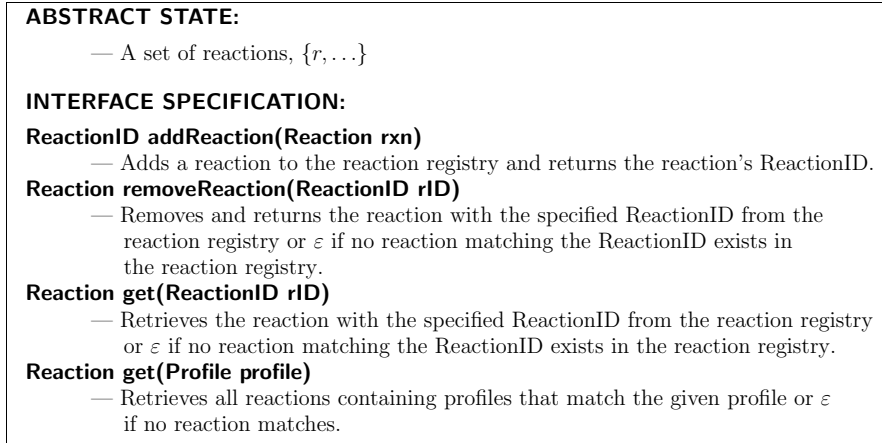 ABSTRACT STATE:
— A set of reactions, {r, . . .}
INTERFACE SPECIFICATION:
ReactionID addReaction(Reaction rxn)
— Adds a reaction to the reaction registry and returns the reaction's ReactionID.
Reaction removeReaction(ReactionID rID)
— Removes and returns the reaction with the specified ReactionID from the
reaction registry or ε if no reaction matching the ReactionID exists in
the reaction registry.
Reaction get(ReactionID rID)
— Retrieves the reaction with the specified ReactionID from the reaction registry
or ε if no reaction matching the ReactionID exists in the reaction registry.
Reaction get(Profile profile)
— Retrieves all reactions containing profiles that match the given profile or ε
if no reaction matches.